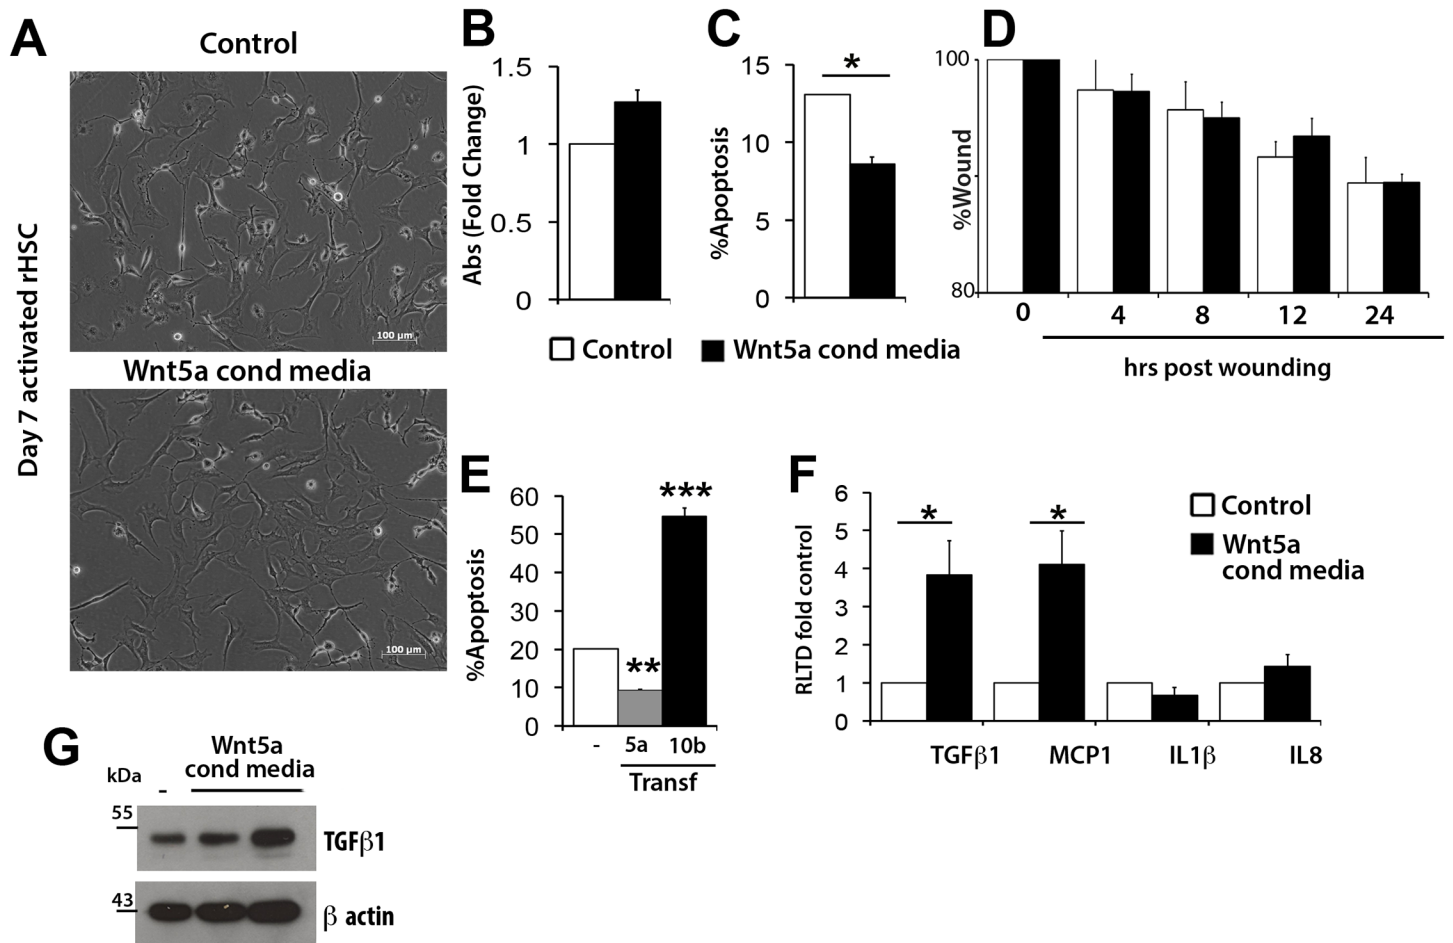 A
Control
Day 7 activated rHSC
100 µm
Wnt5a cond media
100 µm
B
Abs (Fold Change)
1.5
1
0.5
0
C
%Apoptosis
15
10
5
0
*
D
%Wound
100
80
0 4 8 12 24
hrs post wounding
Control
Wnt5a cond media
E
%Apoptosis
60
50
40
30
20
10
0
**
***
- 5a 10b
Transf
F
RLTD fold control
6
5
4
3
2
1
0
*
*
TGFβ1 MCP1 IL1β IL8
Control
Wnt5a
cond media
G
Wnt5a
cond media
kDa
-
55
TGFβ1
43
β actin